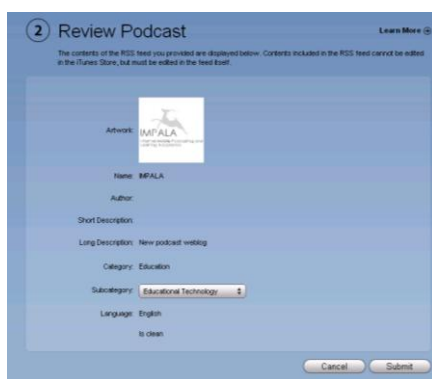 2 Review Podcast Learn More
The contents of the RSS feed you provided are displayed below. Contents included in the RSS feed cannot be edited
in the iTunes Store, but must be edited in the feed itself.
Artwork:
IMPALA
Name: IMPALA
Author:
Short Description:
Long Description: New podcast weblog
Category: Education
Subcategory: Educational Technology
Language: English
Is clean
Cancel Submit